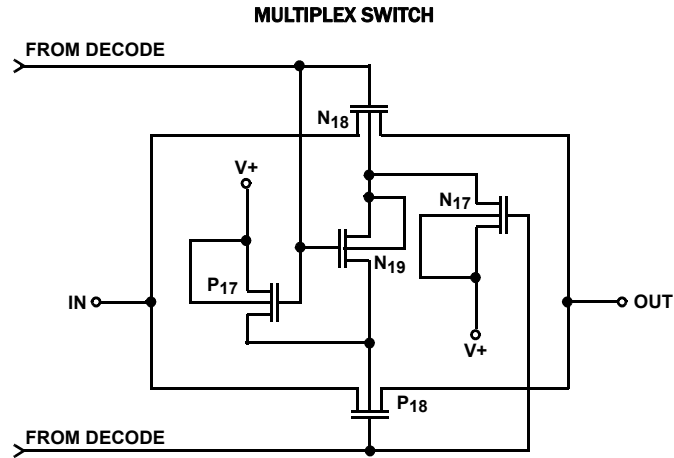 MULTIPLEX SWITCH
FROM DECODE
N18
V+
N17
P17
N19
IN
OUT
V+
P18
FROM DECODE